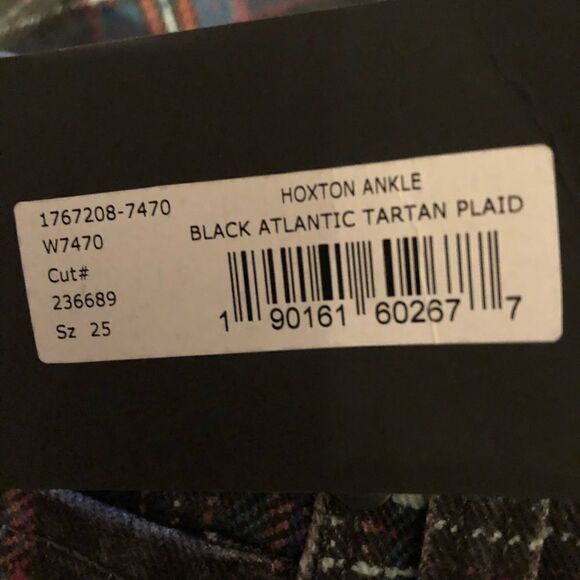 1767208-7470
W7470
Cut#
236689
Sz 25
HOXTON ANKLE
BLACK ATLANTIC TARTAN PLAID
1 90161 60267 7